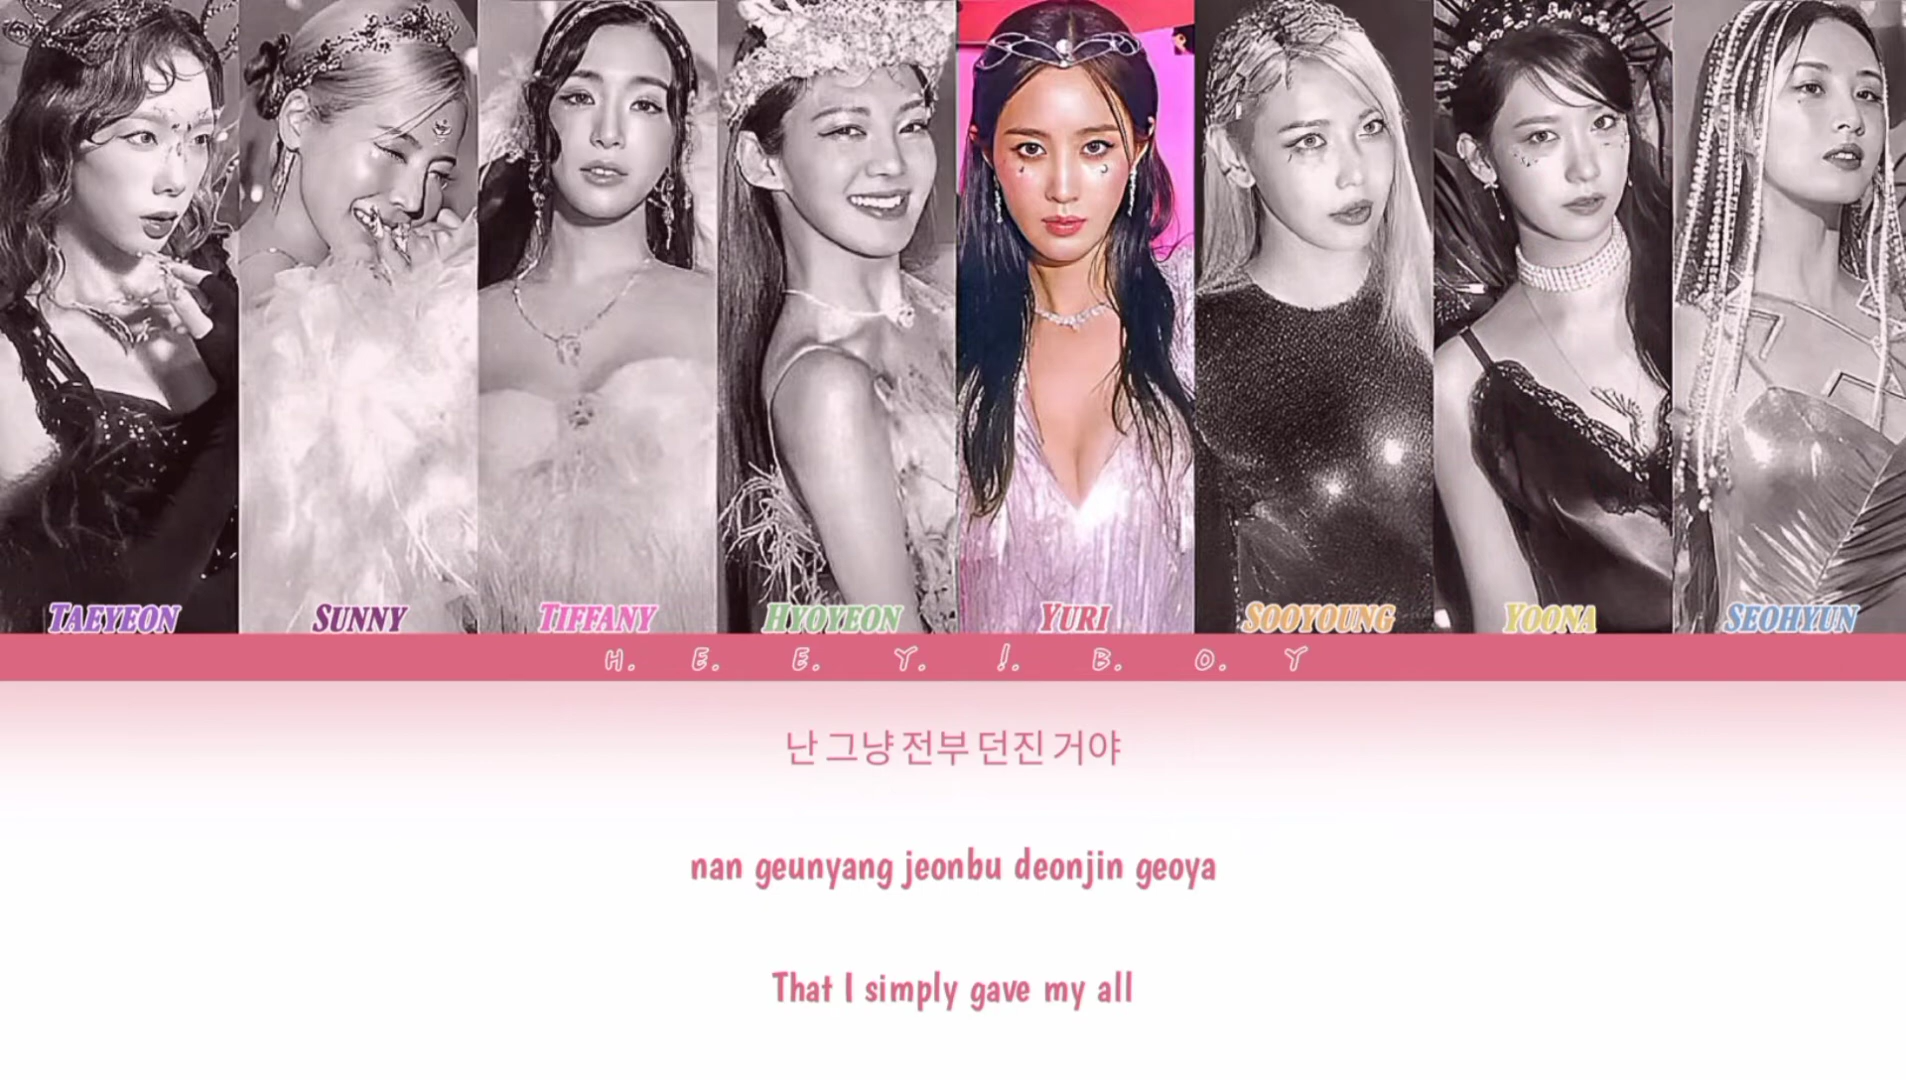 TAEYEON SUNNY TIFFANY HYOYEON YURI SOOYOUNG YOONA SEOHYUN
H. E. E. Y. !. B. O. Y
난 그냥 전부 던진 거야
nan geunyang jeonbu deonjin geoya
That I simply gave my all